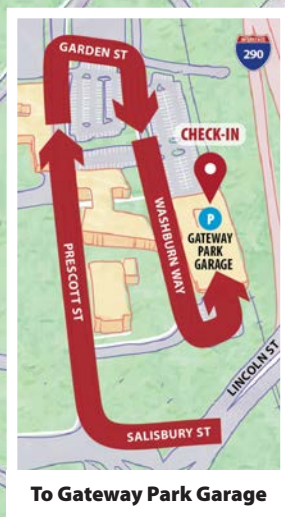 GARDEN ST
INTERSTATE
290
CHECK-IN
P
GATEWAY
PARK
GARAGE
WASHBURN WAY
PRESCOTT ST
LINCOLN ST
SALISBURY ST
To Gateway Park Garage